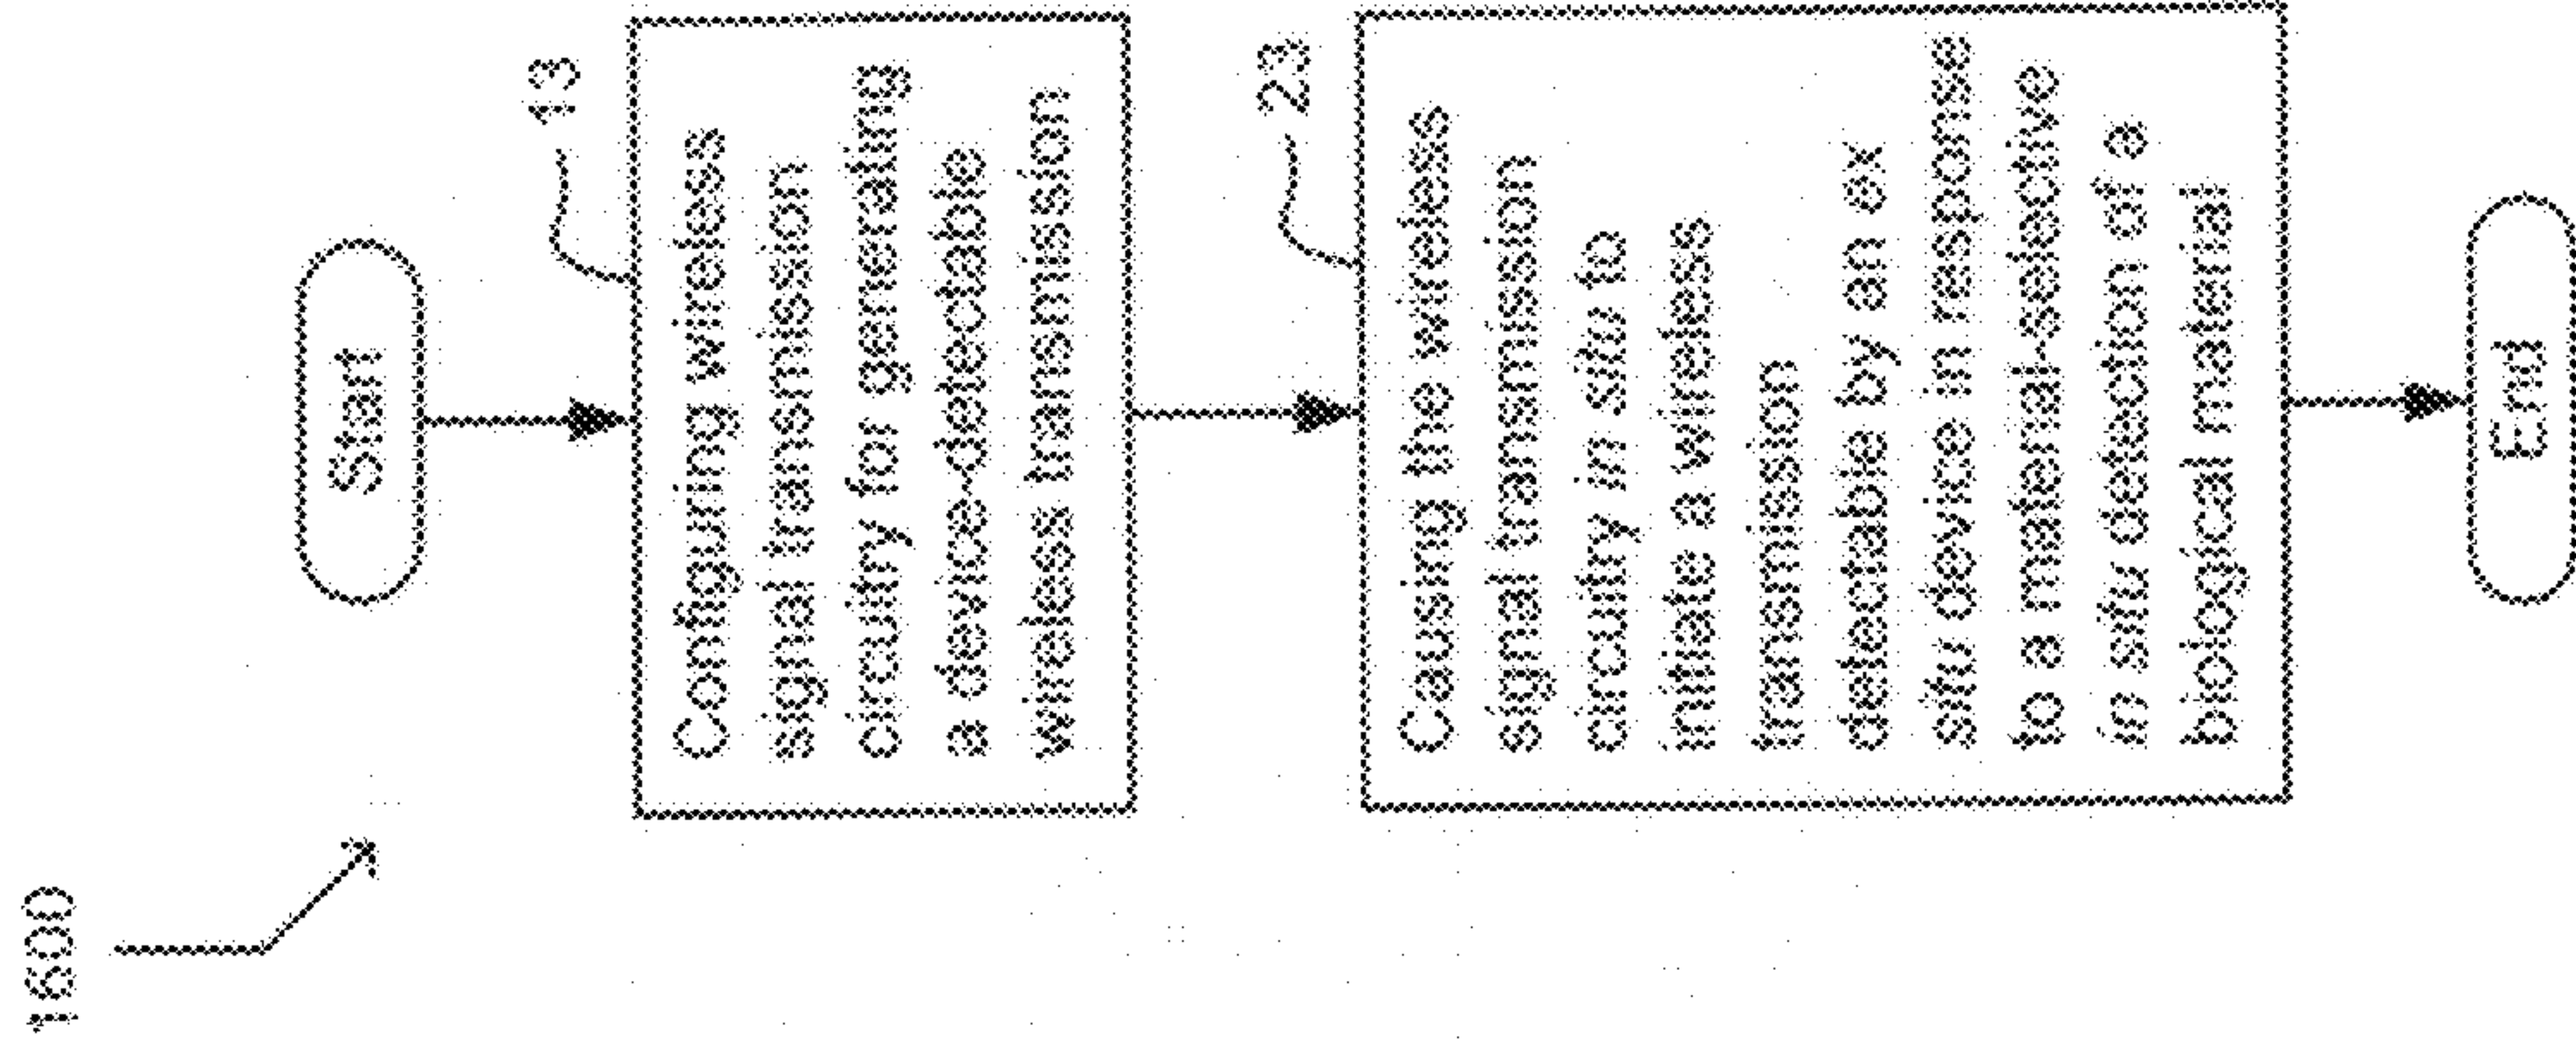 1600
Start
13
Configuring wireless
signal transmission
circuitry for generating
a device-detectable
wireless transmission
23
Causing the wireless
signal transmission
circuitry in situ to
initiate a wireless
transmission
detectable by an ex
situ device in response
to a material-selective
in situ detection of a
biological material
End